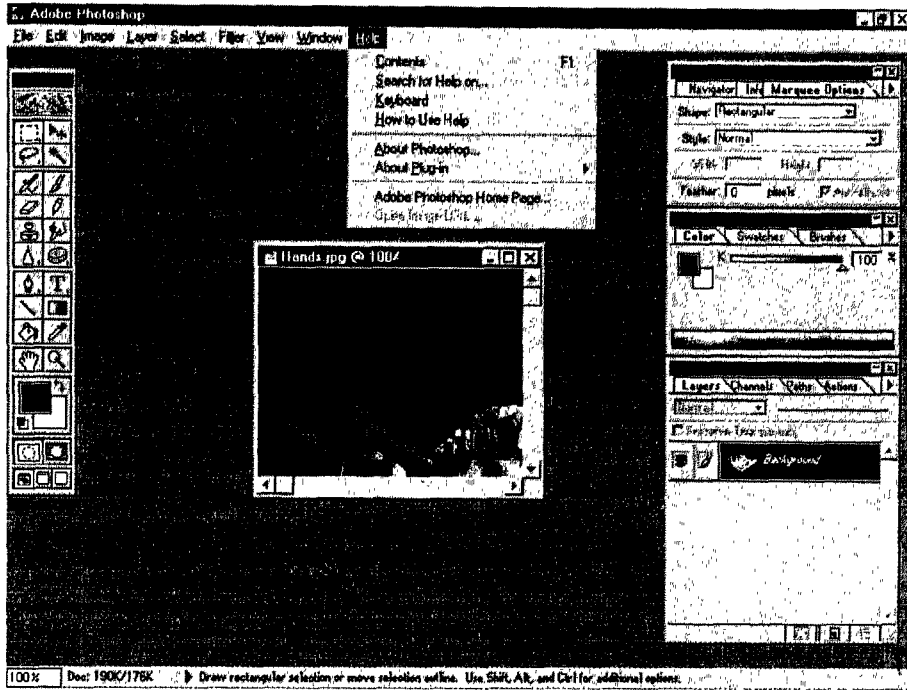 Adobe Photoshop
File Edit Image Layer Select Filter View Window Help
Contents F1
Search for Help on...
Keyboard
How to Use Help
About Photoshop...
About Plug-in
Adobe Photoshop Home Page...
Hands.jpg @ 100%
Navigator Info Marquee Options
Shape: Rectangular
Style: Normal
Width: Height:
Feather: 0 pixels
Color Swatches Brushes
K 100 %
Layers Channels Paths Actions
Normal
Background
100% Doc: 190K/176K Draw rectangular selection or move selection outline. Use Shift, Alt, and Ctrl for additional options.